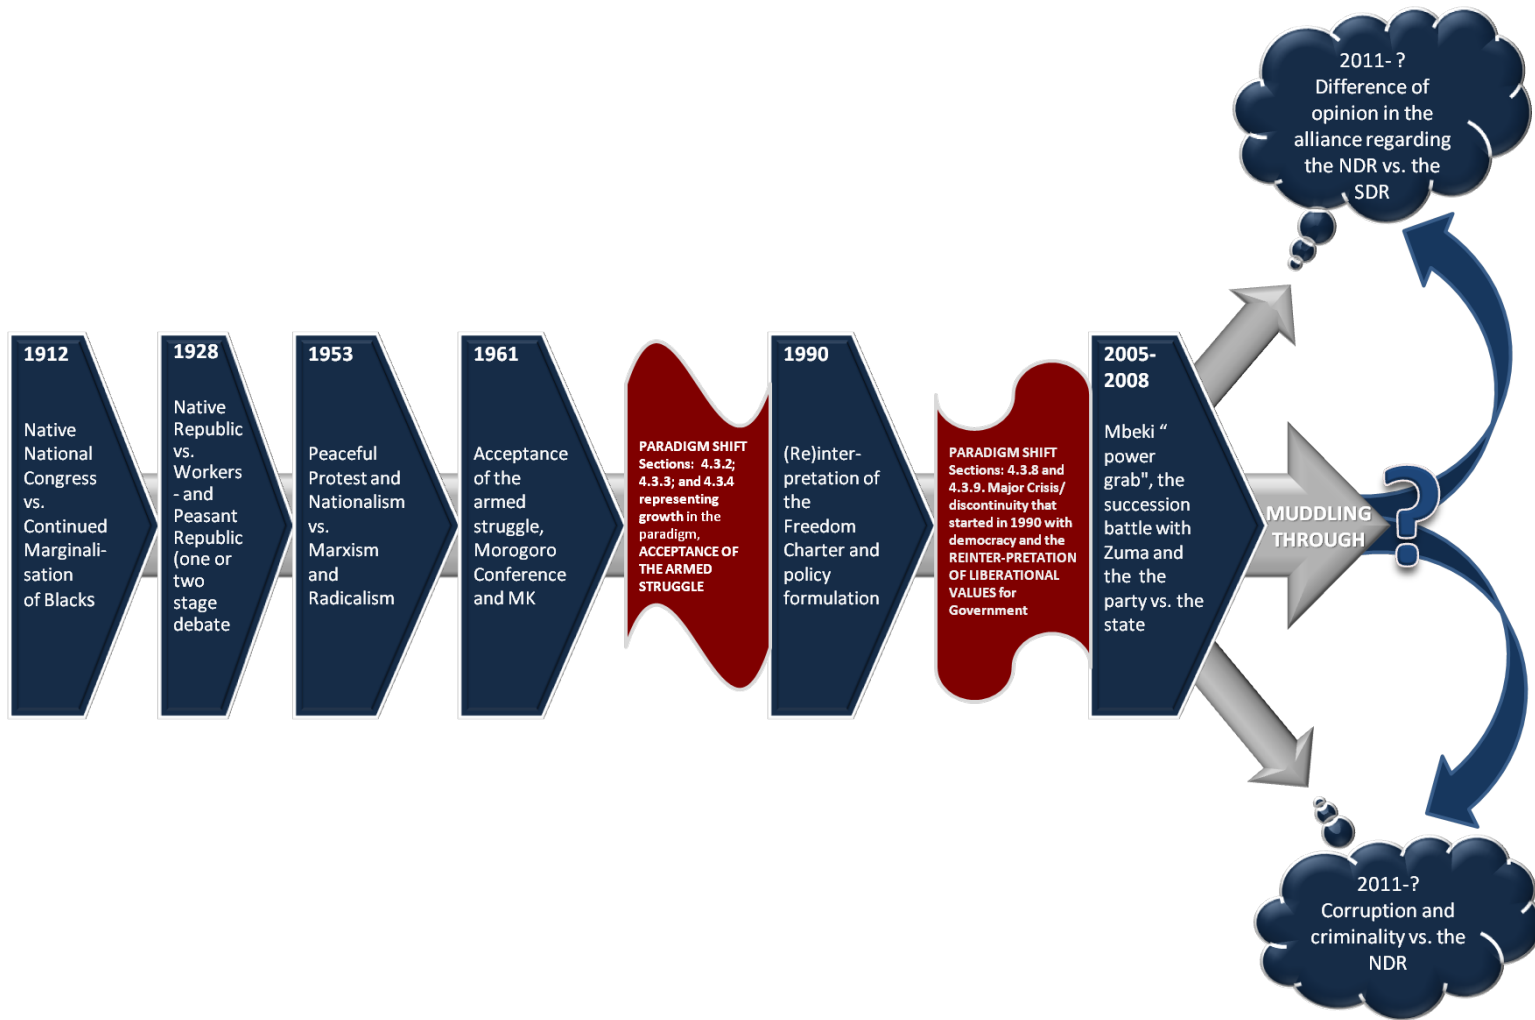 1912
Native
National
Congress
vs.
Continued
Marginali-
sation
of Blacks
1928
Native
Republic
vs.
Workers
- and
Peasant
Republic
(one or
two
stage
debate
1953
Peaceful
Protest and
Nationalism
vs.
Marxism
and
Radicalism
1961
Acceptance
of the
armed
struggle,
Morogoro
Conference
and MK
PARADIGM SHIFT
Sections: 4.3.2;
4.3.3; and 4.3.4
representing
growth in the
paradigm,
ACCEPTANCE OF
THE ARMED
STRUGGLE
1990
(Re)inter-
pretation of
the
Freedom
Charter and
policy
formulation
PARADIGM SHIFT
Sections: 4.3.8 and
4.3.9. Major Crisis/
discontinuity that
started in 1990 with
democracy and the
REINTER-PRETATION
OF LIBERATIONAL
VALUES for
Government
2005-
2008
Mbeki “
power
grab", the
succession
battle with
Zuma and
the the
party vs. the
state
MUDDLING
THROUGH
?
2011- ?
Difference of
opinion in the
alliance regarding
the NDR vs. the
SDR
2011-?
Corruption and
criminality vs. the
NDR